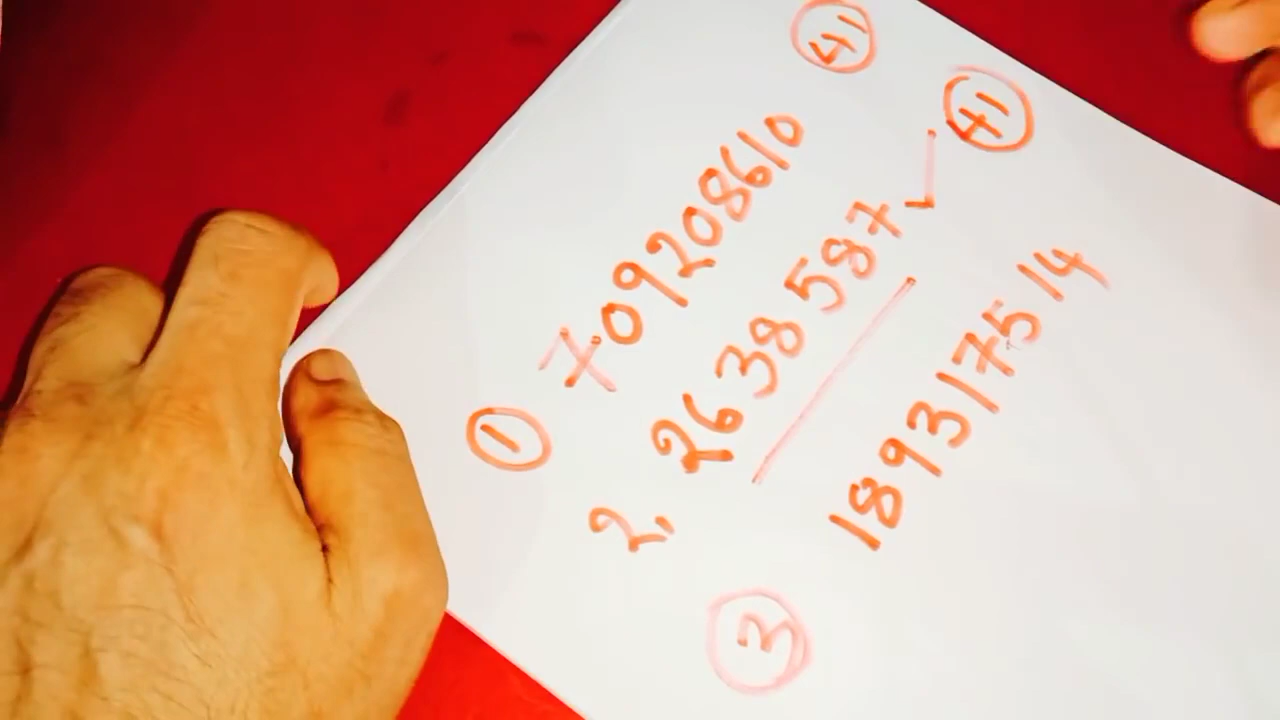 ① 709208610 ㊶
2, 2638587 ✓ ㊶
③ 189317514